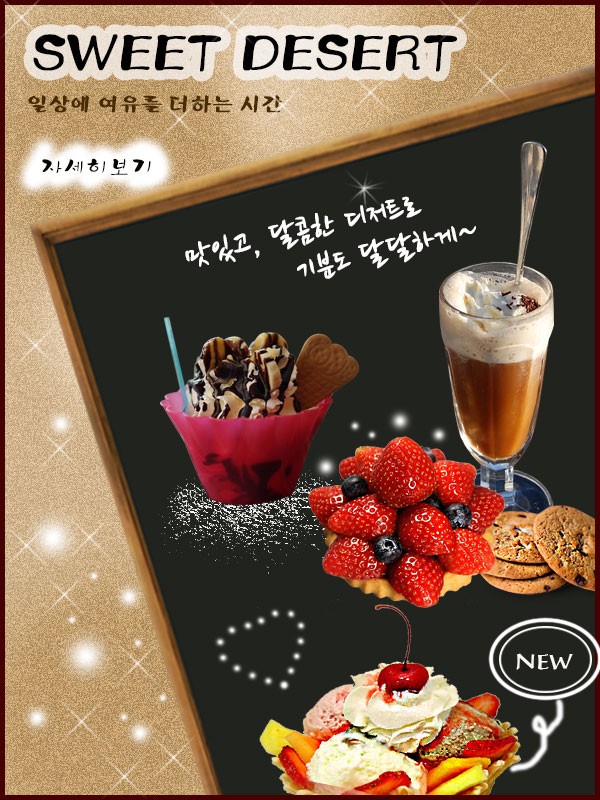 SWEET DESERT
일상에 여유를 더하는 시간
자세히보기
맛있고, 달콤한 디저트로
기분도 달달하게~
NEW